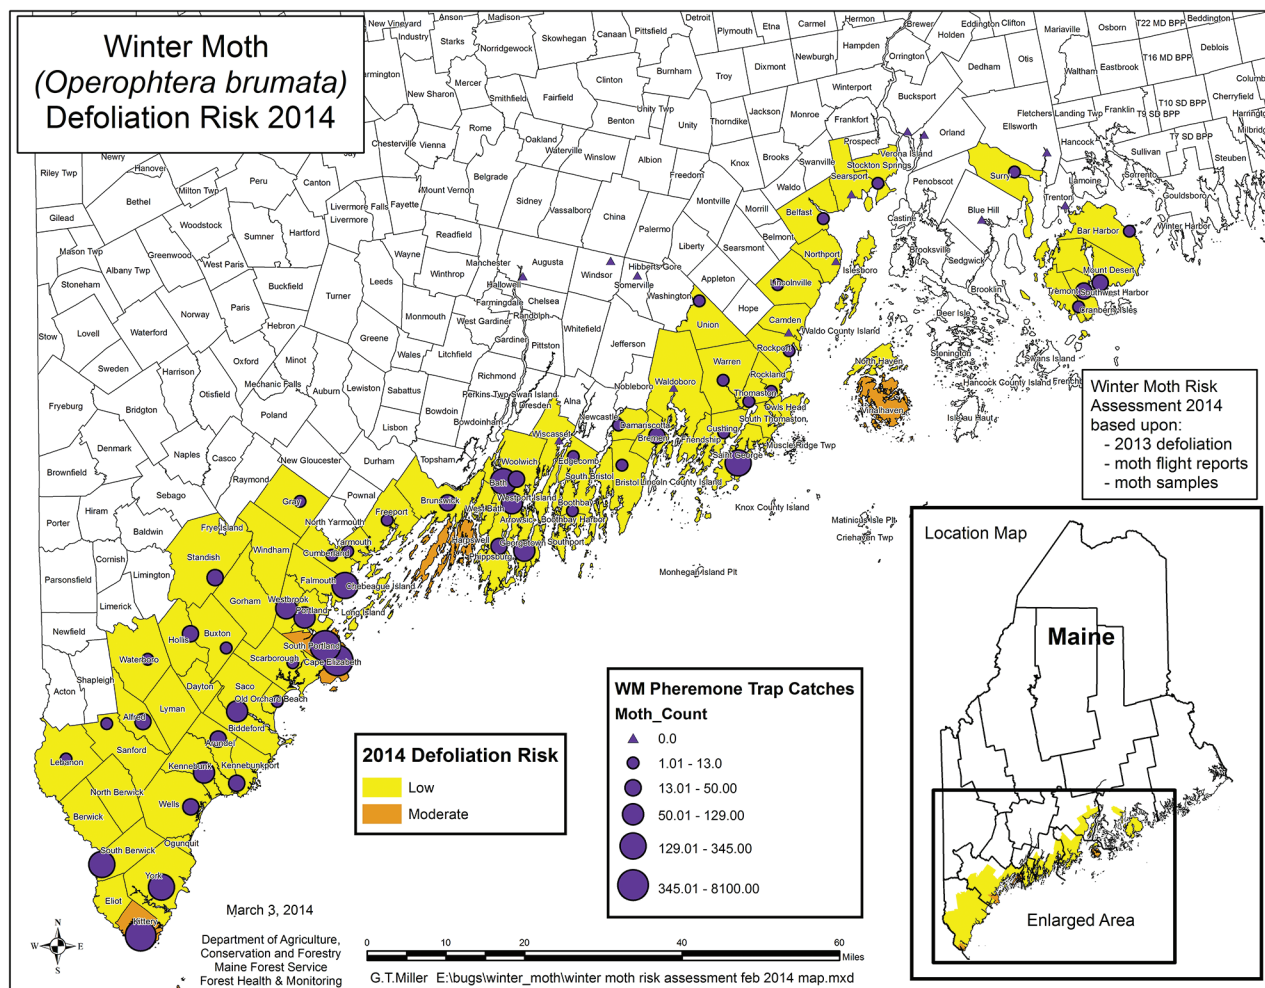 Winter Moth
(Operophtera brumata)
Defoliation Risk 2014
New Vineyard
Anson
Madison
Industry
Starks
Norridgewock
Skowhegan
Canaan
Pittsfield
Detroit
Plymouth
Etna
Carmel
Hermon
Brewer
Holden
Eddington
Clifton
Mariaville
Osborn
T22 MD BPP
Beddington
Newburgh
Hampden
Orrington
Dedham
Otis
Waltham
Eastbrook
T16 MD BPP
Deblois
Mercer
New Sharon
Smithfield
Fairfield
Clinton
Burnham
Troy
Dixmont
Winterport
Bucksport
Benton
Unity Twp
Unity
Thorndike
Jackson
Monroe
Frankfort
Orland
Ellsworth
Fletchers Landing Twp
Franklin
T10 SD BPP
T9 SD BPP
Cherryfield
Rome
Oakland
Waterville
Winslow
Albion
Freedom
Knox
Brooks
Swanville
Prospect
Verona Island
Stockton Springs
Searsport
Hancock
Sullivan
T7 SD BPP
Steuben
Chesterville
Vienna
Belgrade
Mount Vernon
Newry
Hanover
Riley Twp
Bethel
Milton Twp
Peru
Canton
Livermore Falls
Livermore
Fayette
Sidney
Vassalboro
China
Palermo
Montville
Morrill
Waldo
Belfast
Belmont
Penobscot
Surry
Lamoine
Sorrento
Gouldsboro
Trenton
Blue Hill
Castine
Bar Harbor
Winter Harbor
Gilead
Woodstock
Sumner
Hartford
Readfield
Wayne
Winthrop
Manchester
Augusta
Hallowell
Windsor
Hibberts Gore
Somerville
Liberty
Searsmont
Northport
Islesboro
Brooksville
Sedgwick
Brooklin
Mount Desert
Tremont
Southwest Harbor
Cranberry Isles
Mason Twp
Greenwood
Albany Twp
West Paris
Stoneham
Buckfield
Turner
Leeds
Monmouth
Farmingdale
Chelsea
Randolph
West Gardiner
Gardiner
Pittston
Whitefield
Jefferson
Washington
Appleton
Hope
Lincolnville
Camden
Waldo County Island
Rockport
Deer Isle
Stonington
Swans Island
Hancock County Island
Isle au Haut
Norway
Paris
Hebron
Stow
Lovell
Waterford
Sweden
Harrison
Oxford
Minot
Mechanic Falls
Auburn
Greene
Wales
Litchfield
Lewiston
Sabattus
Richmond
Bowdoin
Bowdoinham
Perkins Twp Swan Island
Dresden
Alna
Nobleboro
Waldoboro
Union
Warren
Rockland
Thomaston
Owls Head
South Thomaston
North Haven
Vinalhaven
Fryeburg
Bridgton
Otisfield
Poland
Lisbon
Denmark
Naples
Casco
New Gloucester
Durham
Topsham
Wiscasset
Newcastle
Damariscotta
Bremen
Friendship
Cushing
Saint George
Muscle Ridge Twp
Brownfield
Raymond
Sebago
Gray
Pownal
Brunswick
Woolwich
Edgecomb
Bath
South Bristol
Bristol
Lincoln County Island
Knox County Island
Porter
Hiram
Baldwin
Frye Island
North Yarmouth
Freeport
West Bath
Westport Island
Arrowsic
Boothbay
Boothbay Harbor
Matinicus Isle Plt
Criehaven Twp
Cornish
Standish
Windham
Cumberland
Yarmouth
Harpswell
Phippsburg
Georgetown
Southport
Monhegan Island Plt
Parsonsfield
Limington
Limerick
Gorham
Falmouth
Chebeague Island
Westbrook
Portland
Long Island
Newfield
Hollis
Buxton
South Portland
Scarborough
Cape Elizabeth
Waterboro
Shapleigh
Acton
Dayton
Saco
Old Orchard Beach
Lyman
Alfred
Biddeford
Sanford
Arundel
Lebanon
Kennebunk
Kennebunkport
North Berwick
Wells
Berwick
Ogunquit
South Berwick
York
Eliot
Kittery
Winter Moth Risk
Assessment 2014
based upon:
- 2013 defoliation
- moth flight reports
- moth samples
Location Map
Maine
Enlarged Area
WM Pheremone Trap Catches
Moth_Count
0.0
1.01 - 13.0
13.01 - 50.00
50.01 - 129.00
129.01 - 345.00
345.01 - 8100.00
2014 Defoliation Risk
Low
Moderate
March 3, 2014
Department of Agriculture,
Conservation and Forestry
Maine Forest Service
Forest Health & Monitoring
N
W
E
S
0 10 20 40 60
Miles
G.T.Miller E:\bugs\winter_moth\winter moth risk assessment feb 2014 map.mxd